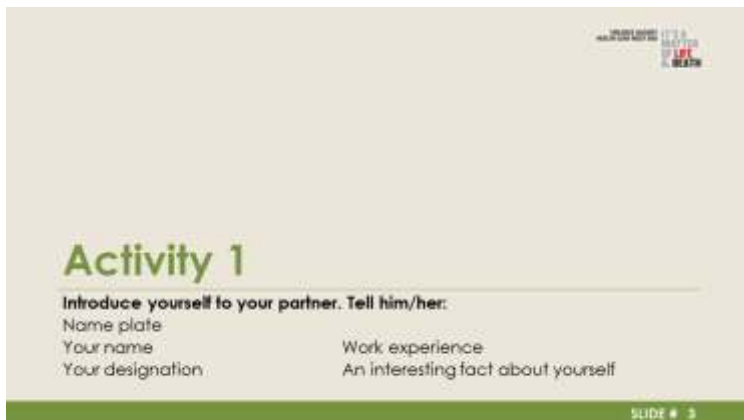 IT'S A
MATTER
OF LIFE
& DEATH
Activity 1
Introduce yourself to your partner. Tell him/her:
Name plate
Your name
Your designation
Work experience
An interesting fact about yourself
SLIDE # 3